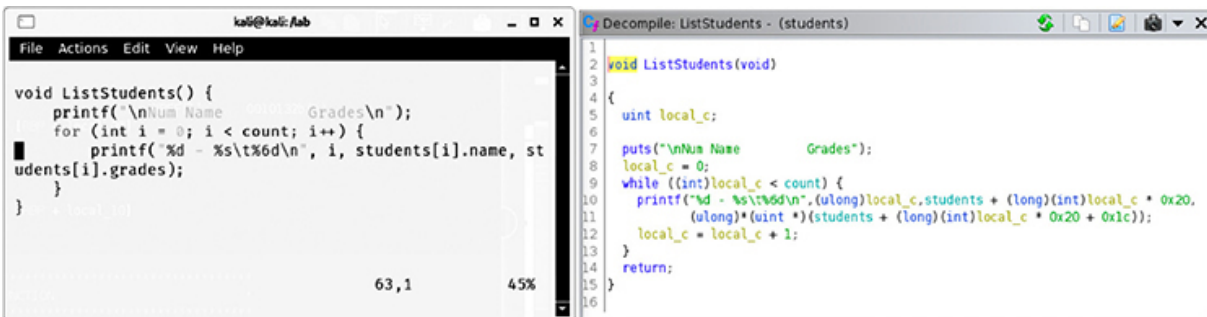 kali@kali: /lab
File Actions Edit View Help
void ListStudents() {
printf("\nNum Name Grades\n");
for (int i = 0; i < count; i++) {
printf("%d - %s\t%6d\n", i, students[i].name, st
udents[i].grades);
}
}
63,1 45%
Decompile: ListStudents - (students)
1
2 void ListStudents(void)
3
4 {
5 uint local_c;
6
7 puts("\nNum Name Grades");
8 local_c = 0;
9 while ((int)local_c < count) {
10 printf("%d - %s\t%6d\n",(ulong)local_c,students + (long)(int)local_c * 0x20,
11 (ulong)*(uint *)(students + (long)(int)local_c * 0x20 + 0x1c));
12 local_c = local_c + 1;
13 }
14 return;
15 }
16